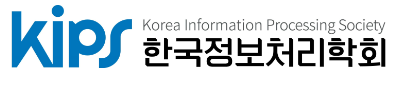 kips
Korea Information Processing Society
한국정보처리학회